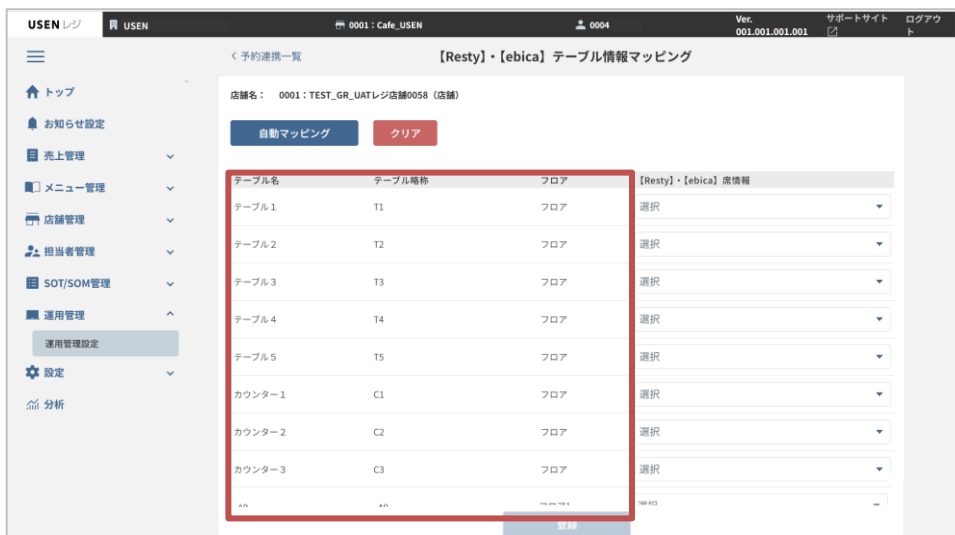 USEN レジ USEN 0001：Cafe_USEN 0004 Ver. 001.001.001.001 サポートサイト ログアウト
＜予約連携一覧 【Resty】・【ebica】テーブル情報マッピング
トップ
お知らせ設定
売上管理
メニュー管理
店舗管理
担当者管理
SOT/SOM管理
運用管理
運用管理設定
設定
分析
店舗名： 0001：TEST_GR_UATレジ店舗0058（店舗）
自動マッピング クリア
テーブル名 テーブル略称 フロア 【Resty】・【ebica】席情報
テーブル１ T1 フロア 選択
テーブル２ T2 フロア 選択
テーブル３ T3 フロア 選択
テーブル４ T4 フロア 選択
テーブル５ T5 フロア 選択
カウンター１ C1 フロア 選択
カウンター２ C2 フロア 選択
カウンター３ C3 フロア 選択
選択
登録